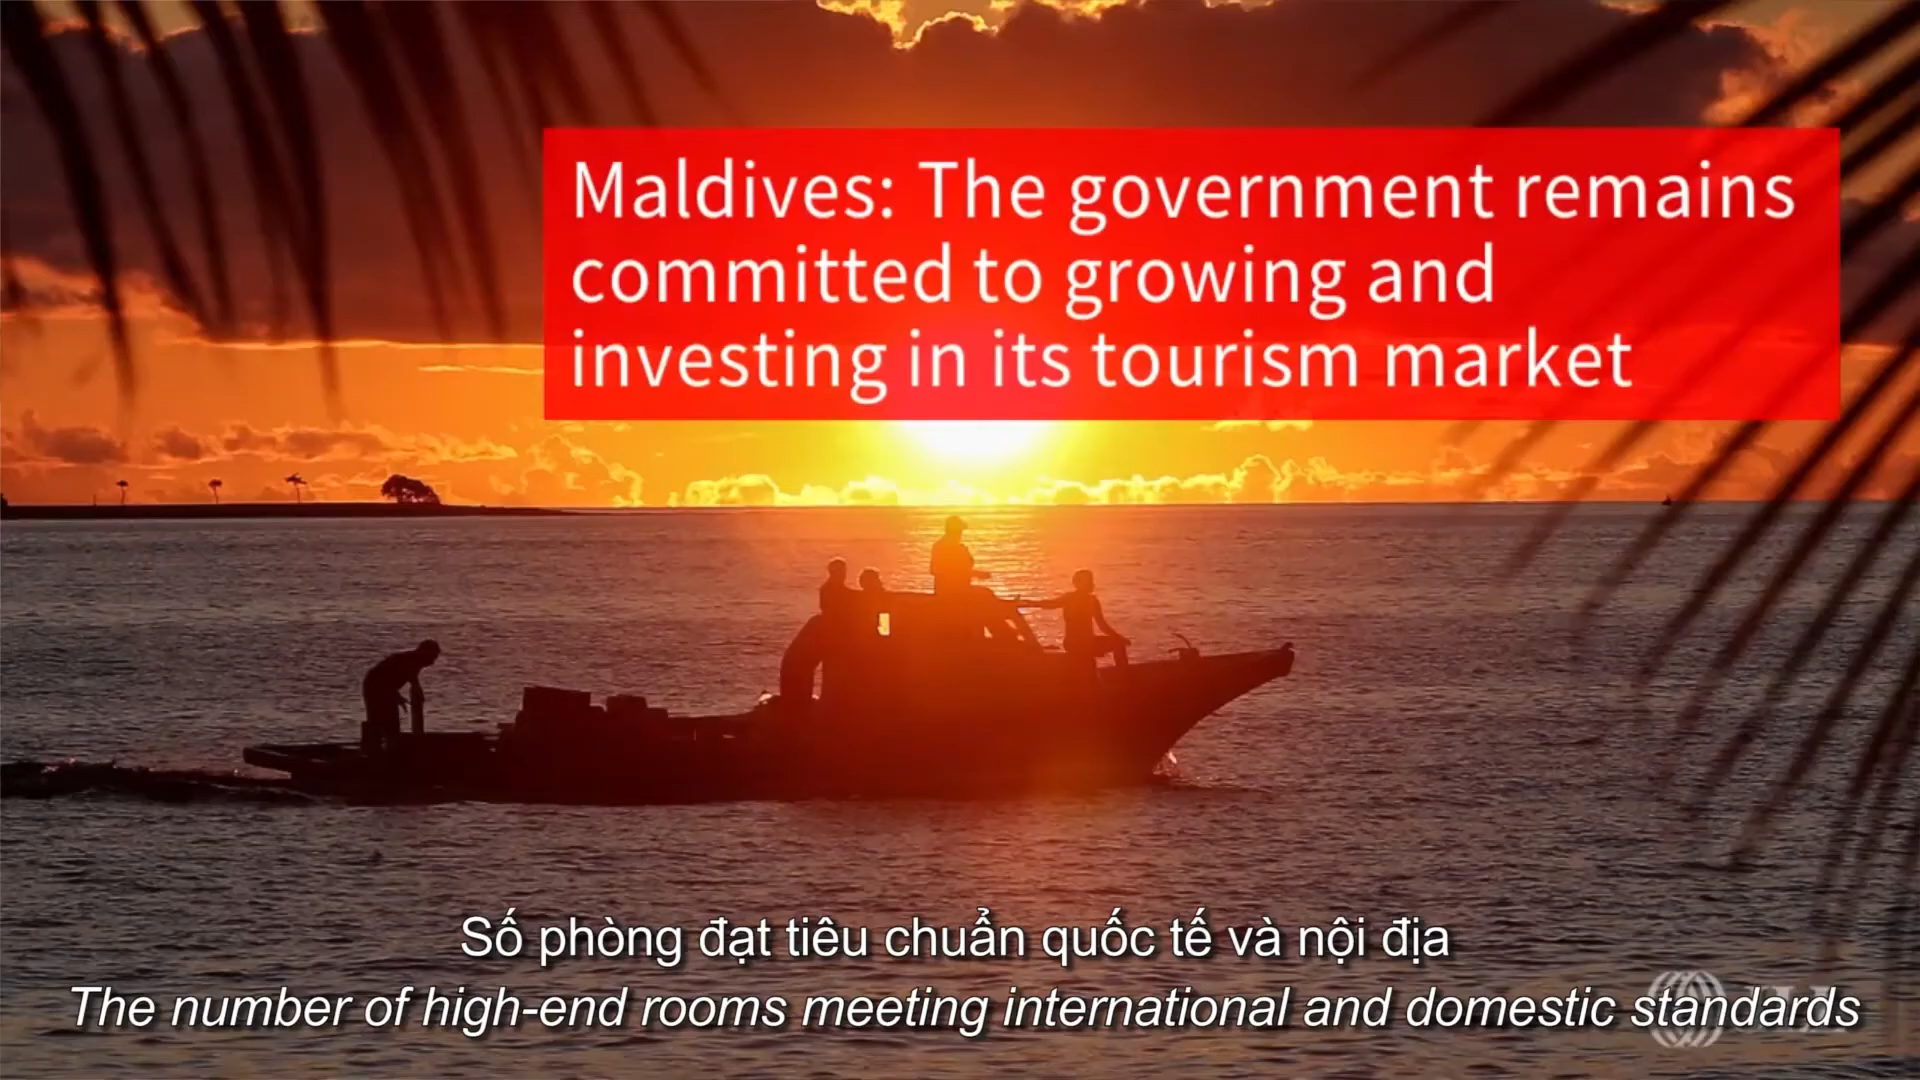 Maldives: The government remains
committed to growing and
investing in its tourism market
Số phòng đạt tiêu chuẩn quốc tế và nội địa
The number of high-end rooms meeting international and domestic standards